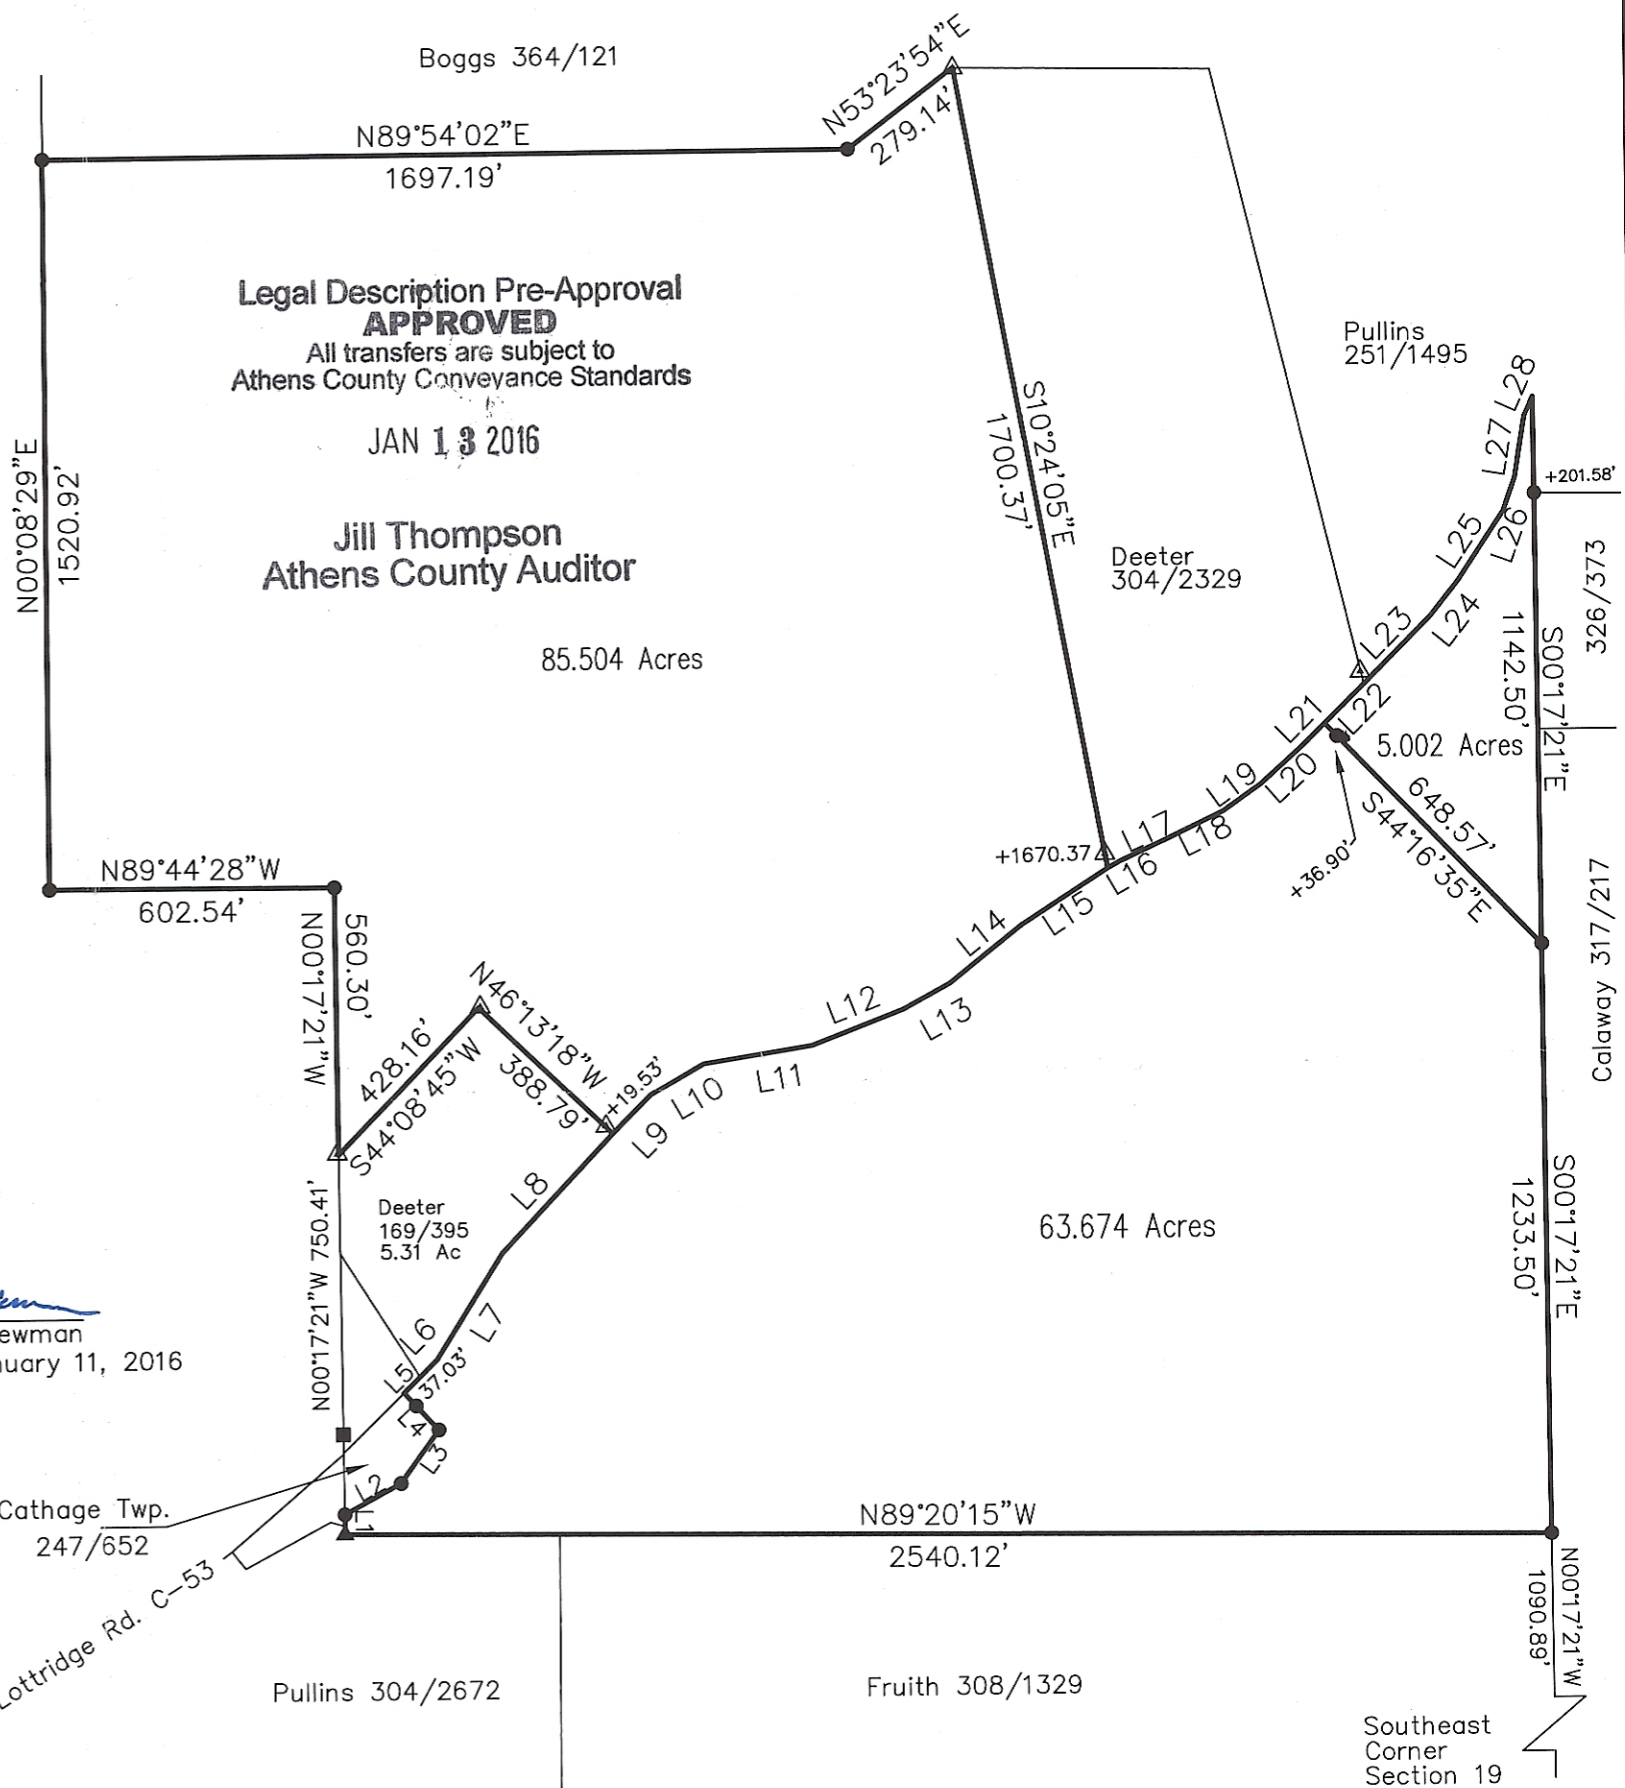 Boggs 364/121
N53°23'54"E
279.14'
N89°54'02"E
1697.19'
Legal Description Pre-Approval
APPROVED
All transfers are subject to
Athens County Conveyance Standards
JAN 13 2016
Jill Thompson
Athens County Auditor
N00°08'29"E
1520.92'
85.504 Acres
S10°24'05"E
1700.37'
Pullins
251/1495
Deeter
304/2329
L28
L27
+201.58'
L26
L25
L24
L23
L22
L21
L20
L19
L18
L17
L16
L15
L14
L13
L12
L11
L10
L9
L8
L7
L6
L5
L4
L3
L2
L1
326/373
1142.50'
S00°17'21"E
5.002 Acres
648.57'
S44°16'35"E
+36.90'
+1670.37
Calaway 317/217
N89°44'28"W
602.54'
560.30'
N00°17'21"W
N46°13'18"W
388.79'
+19.53'
428.16'
S44°08'45"W
N00°17'21"W 750.41'
Deeter
169/395
5.31 Ac
63.674 Acres
S00°17'21"E
1233.50'
37.03'
ewman
nuary 11, 2016
Cathage Twp.
247/652
Lottridge Rd. C-53
N89°20'15"W
2540.12'
N00°17'21"W
1090.89'
Pullins 304/2672
Fruith 308/1329
Southeast
Corner
Section 19